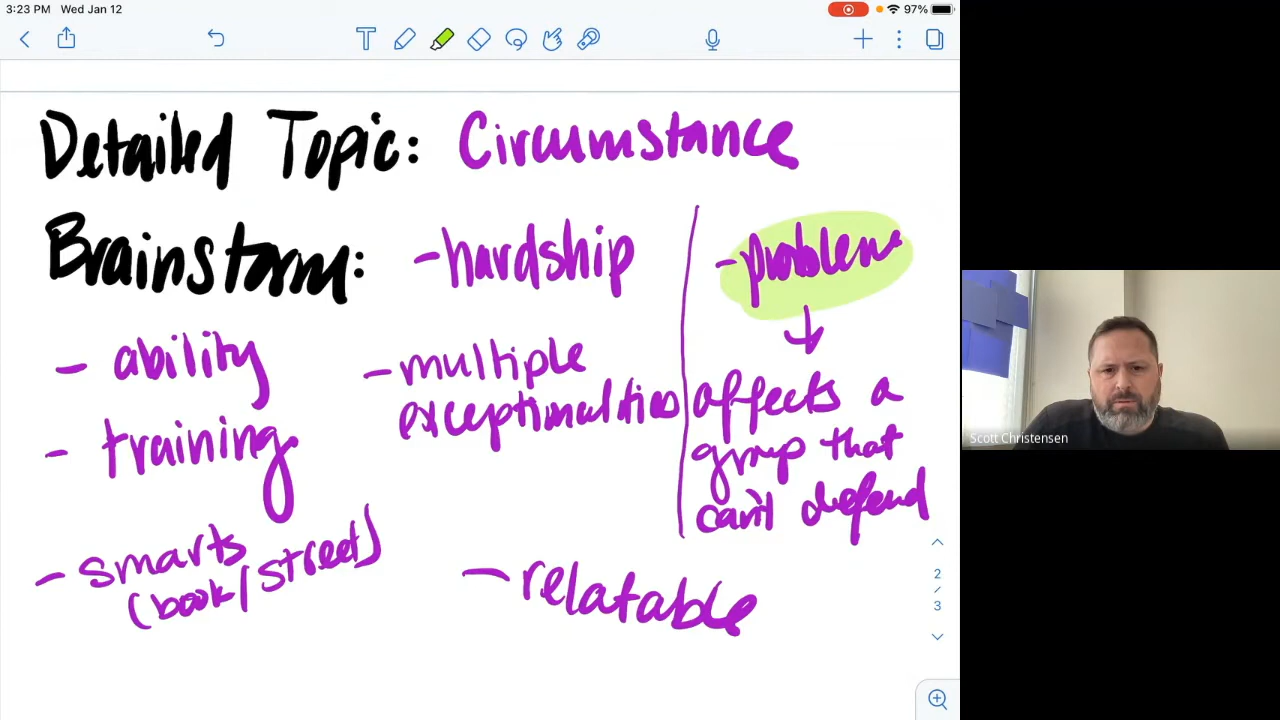 3:23 PM Wed Jan 12
97%
Detailed Topic: Circumstance
Brainstorm: - hardship
- problem
- ability
- multiple
exceptionalities
affects a
group that
can't defend
- training
- smarts
(book/street)
- relatable
2
/
3
Scott Christensen